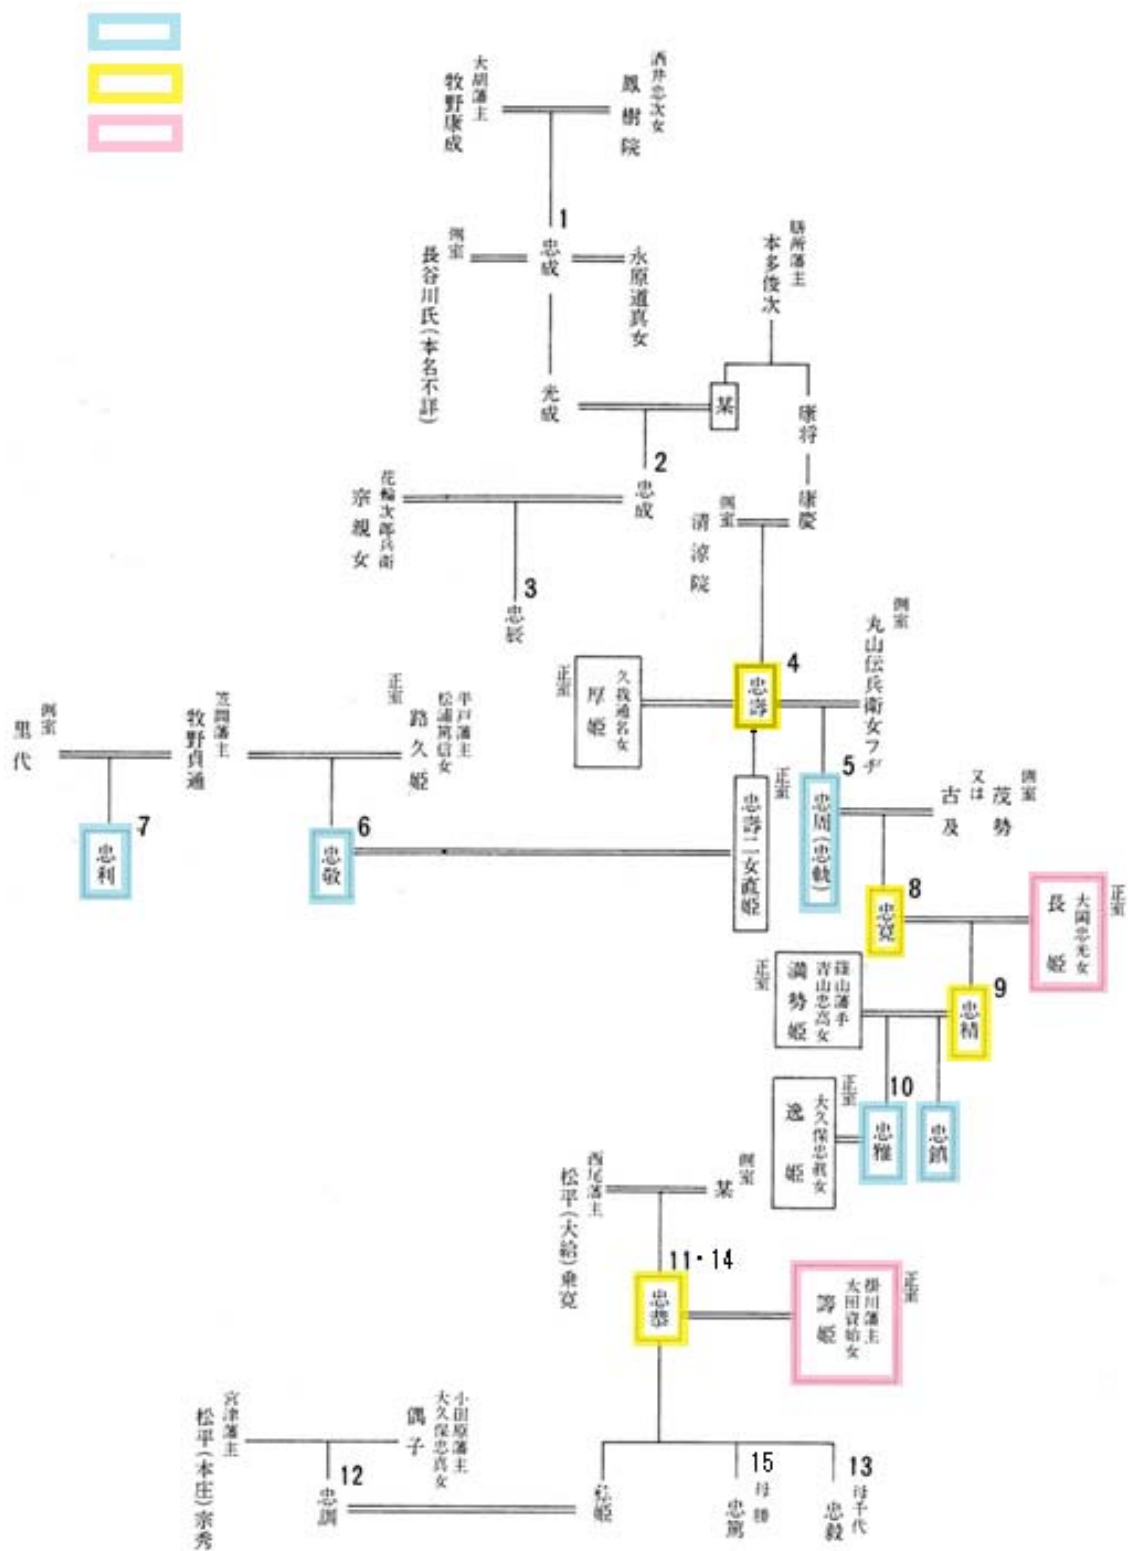 大胡藩主
牧野康成
酒井忠次女
鳳樹院
1
忠成
側室
長谷川氏(本名不詳)
永原道真女
膳所藩主
本多俊次
光成
某
康将
2
忠成
花輪次郎兵衛
宗親女
康慶
側室
清涼院
3
忠辰
4
忠壽
正室
久我通名女
厚姫
側室
丸山伝兵衛女フヂ
側室
里代
笠間藩主
牧野貞通
正室
平戸藩主
松浦篤信女
路久姫
5
忠周(忠軌)
正室
忠壽二女直姫
側室
茂勢
又は
古及
7
忠利
6
忠敬
8
忠寛
正室
大岡忠光女
長姫
9
忠精
正室
篠山藩手
青山忠高女
満勢姫
10
忠雅
忠鎮
正室
大久保忠真女
逸姫
西尾藩主
松平(大給)乗寛
側室
某
11・14
忠恭
正室
掛川藩主
太田資始女
籌姫
宮津藩主
松平(本庄)宗秀
小田原藩主
大久保忠真女
偶子
12
忠訓
姫
15
母
勝
忠篤
13
母千代
忠毅